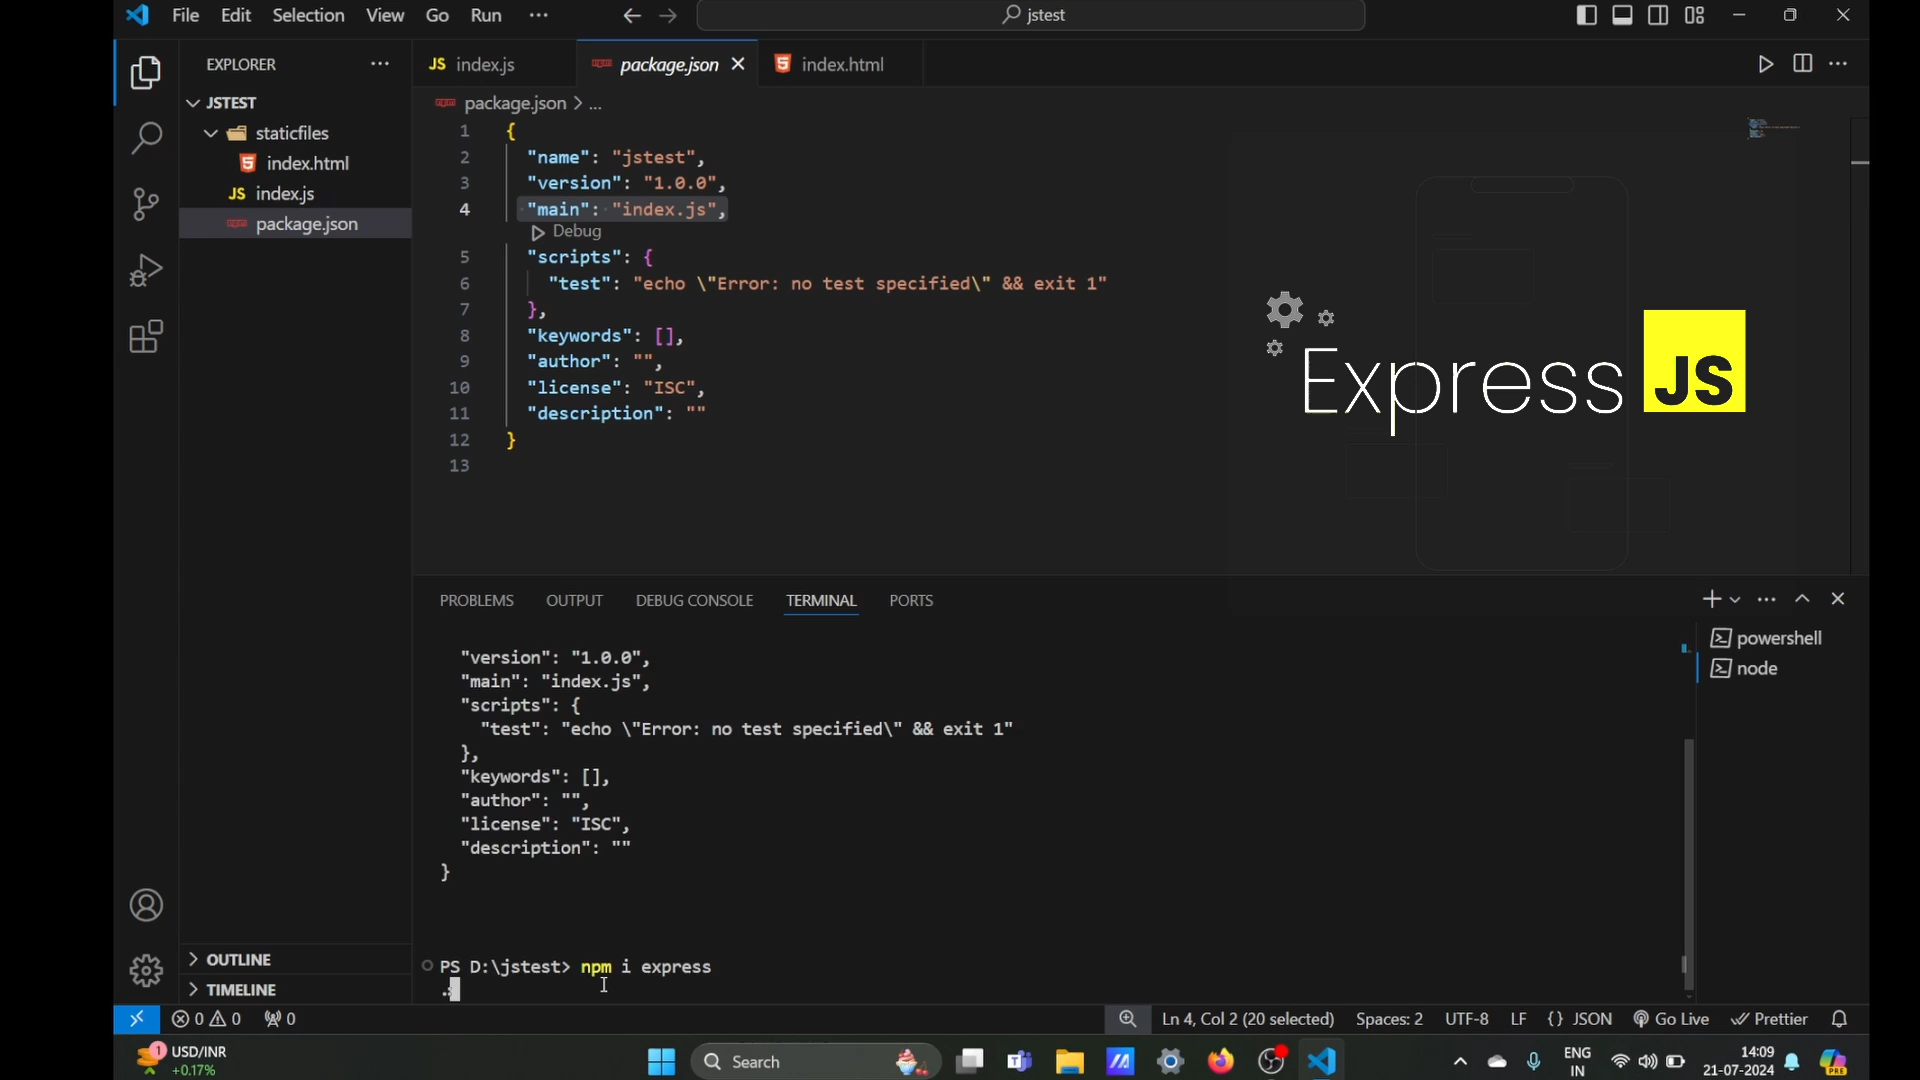 File Edit Selection View Go Run ···
jstest
EXPLORER ···
JS index.js
package.json
index.html
JSTEST
staticfiles
index.html
JS index.js
package.json
package.json > ...
1 {
2 "name": "jstest",
3 "version": "1.0.0",
4 "main": "index.js",
Debug
5 "scripts": {
6 "test": "echo \"Error: no test specified\" && exit 1"
7 },
8 "keywords": [],
9 "author": "",
10 "license": "ISC",
11 "description": ""
12 }
13
Express JS
PROBLEMS OUTPUT DEBUG CONSOLE TERMINAL PORTS
powershell
node
"version": "1.0.0",
"main": "index.js",
"scripts": {
"test": "echo \"Error: no test specified\" && exit 1"
},
"keywords": [],
"author": "",
"license": "ISC",
"description": ""
}
PS D:\jstest> npm i express
OUTLINE
TIMELINE
0 0 0
Ln 4, Col 2 (20 selected) Spaces: 2 UTF-8 LF {} JSON Go Live Prettier
1 USD/INR
+0.17%
Search
ENG
IN
14:09
21-07-2024
PRE